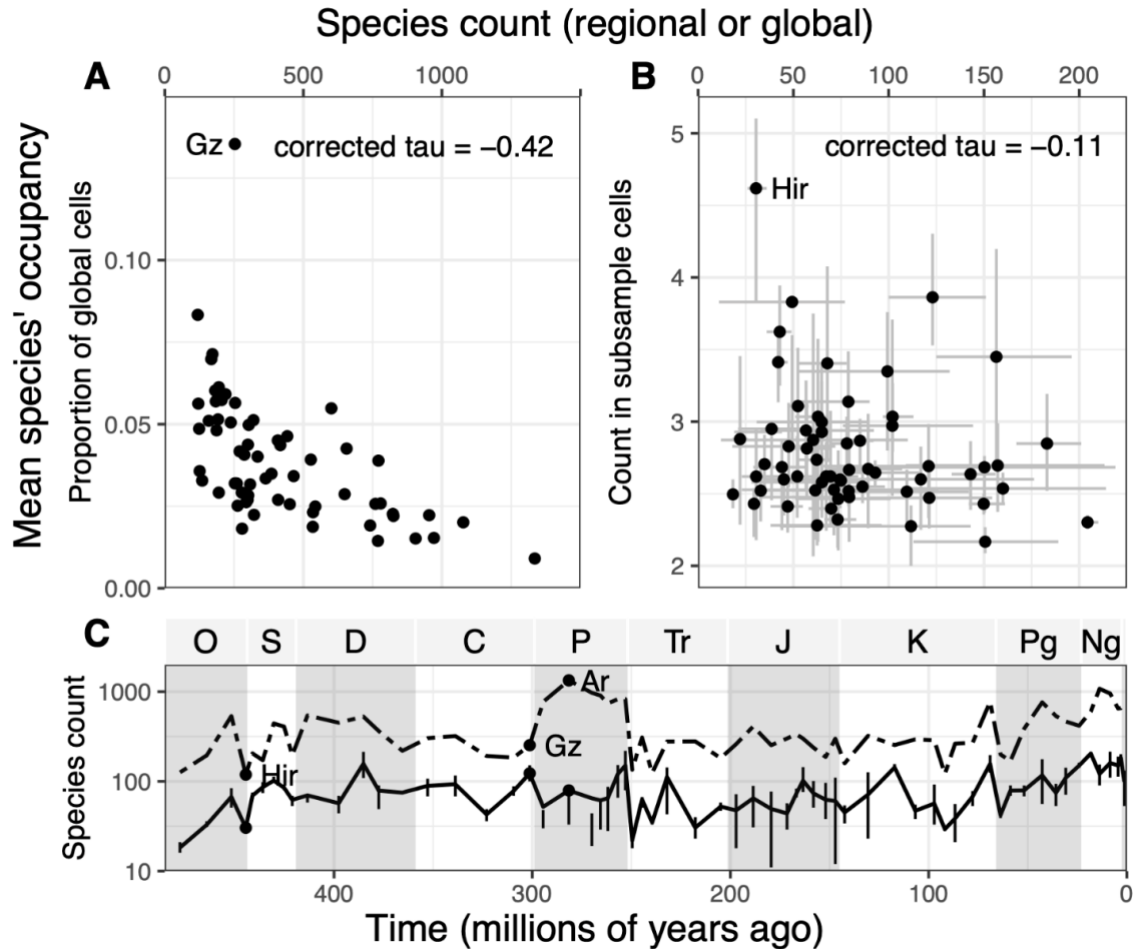 Species count (regional or global)
A
0 500 1000
B
0 50 100 150 200
Mean species' occupancy
Proportion of global cells
0.10
0.05
0.00
Gz
corrected tau = −0.42
Count in subsample cells
5
4
3
2
corrected tau = −0.11
Hir
C
O S D C P Tr J K Pg Ng
Species count
1000
100
10
Ar
Gz
Hir
400 300 200 100 0
Time (millions of years ago)